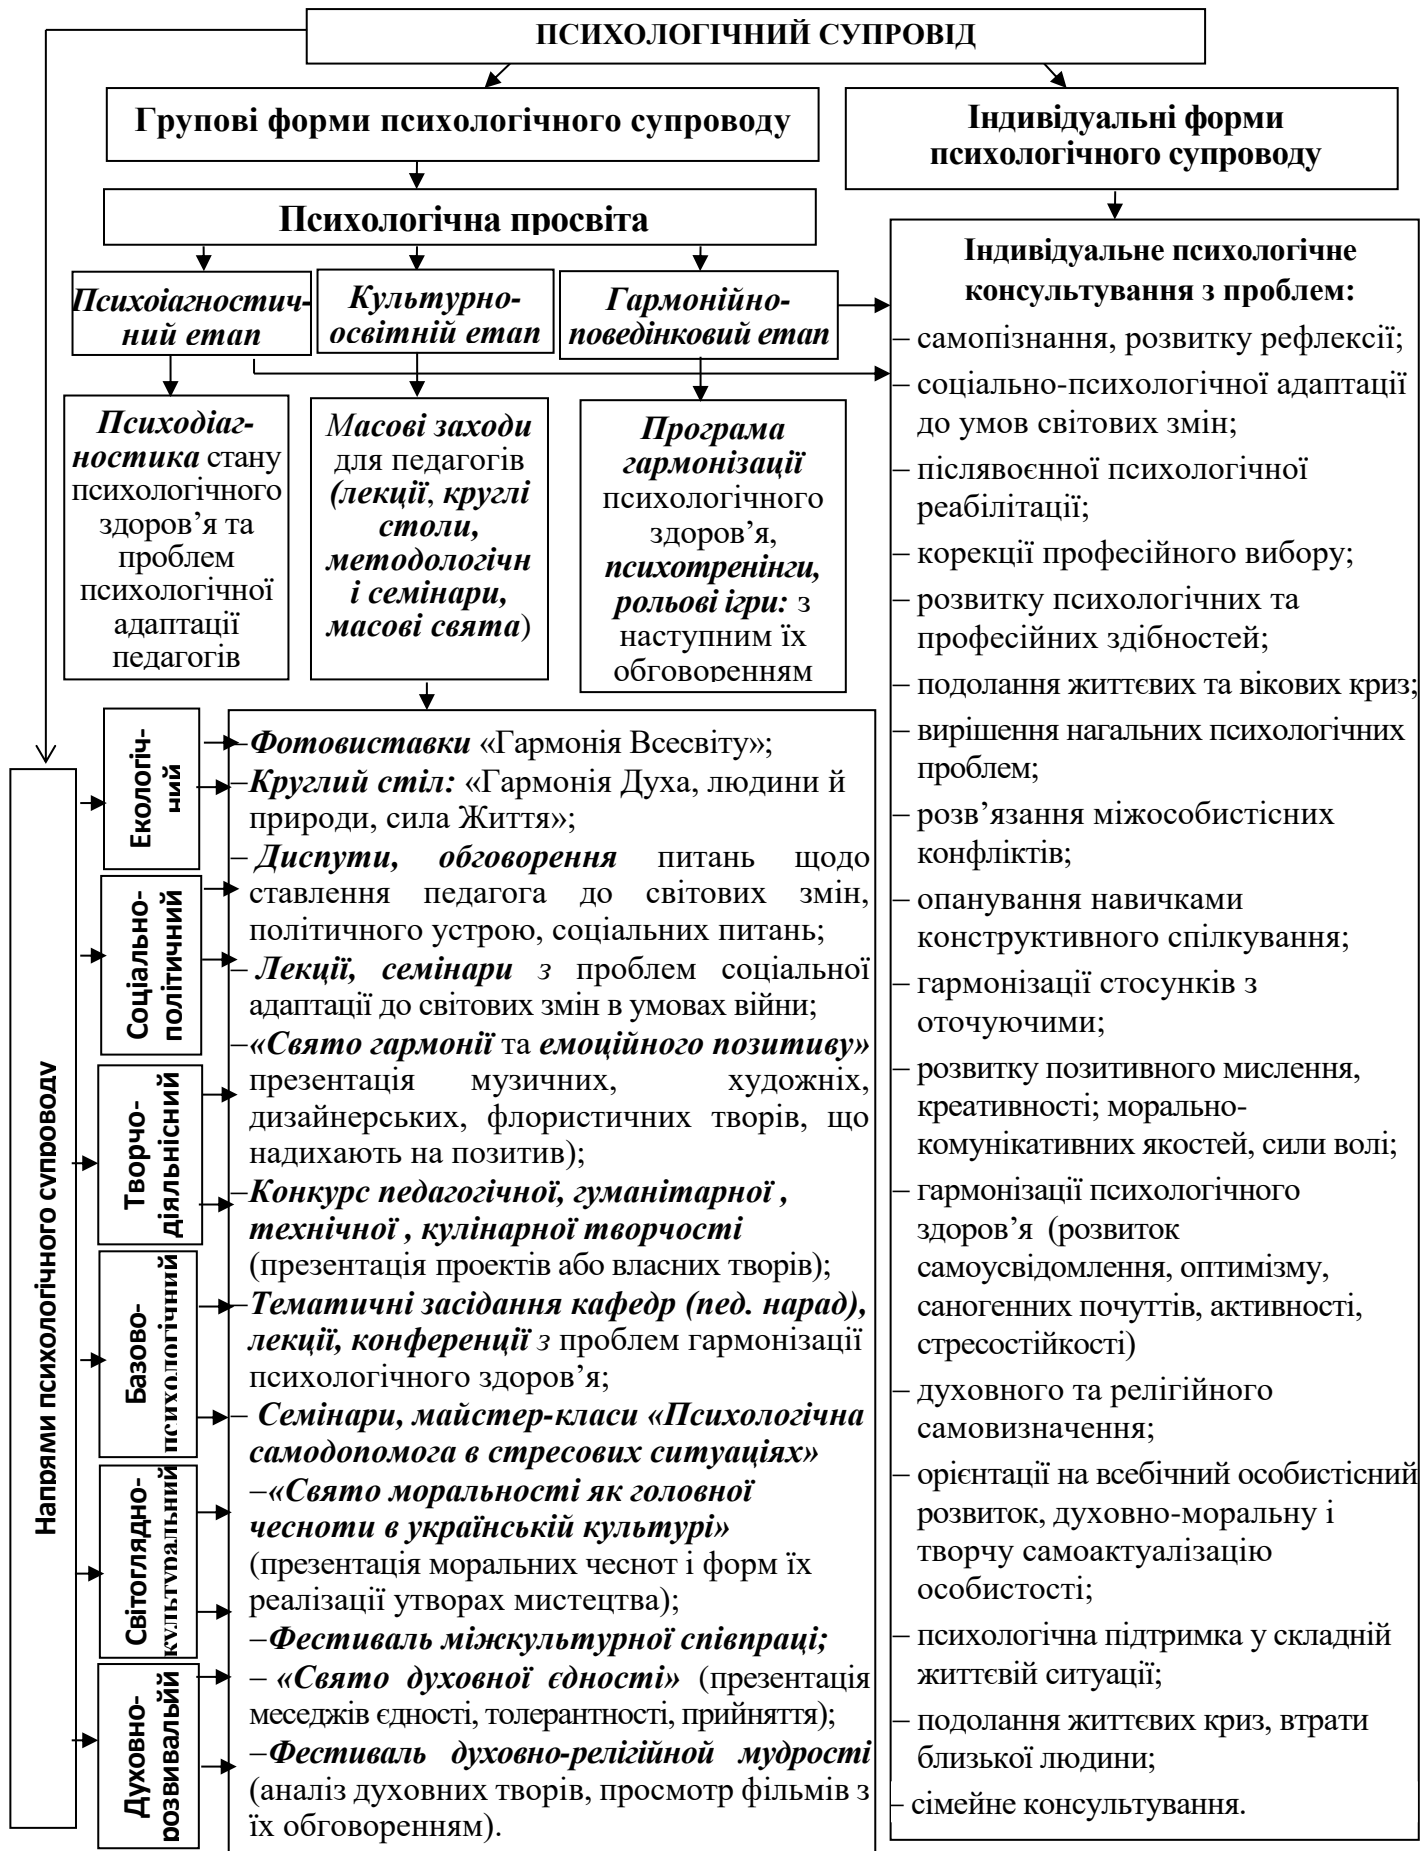 ПСИХОЛОГІЧНИЙ СУПРОВІД
Групові форми психологічного супроводу
Індивідуальні форми
психологічного супроводу
Психологічна просвіта
Психоіагностич-
ний етап
Культурно-
освітній етап
Гармонійно-
поведінковий етап
Психодіаг-
ностика стану
психологічного
здоров’я та
проблем
психологічної
адаптації
педагогів
Масові заходи
для педагогів
(лекції, круглі
столи,
методологічн
і семінари,
масові свята)
Програма
гармонізації
психологічного
здоров’я,
психотренінги,
рольові ігри: з
наступним їх
обговоренням
Індивідуальне психологічне
консультування з проблем:
– самопізнання, розвитку рефлексії;
– соціально-психологічної адаптації
до умов світових змін;
– післявоєнної психологічної
реабілітації;
– корекції професійного вибору;
– розвитку психологічних та
професійних здібностей;
– подолання життєвих та вікових криз;
– вирішення нагальних психологічних
проблем;
– розв’язання міжособистісних
конфліктів;
– опанування навичками
конструктивного спілкування;
– гармонізації стосунків з
оточуючими;
– розвитку позитивного мислення,
креативності; морально-
комунікативних якостей, сили волі;
– гармонізації психологічного
здоров’я (розвиток
самоусвідомлення, оптимізму,
саногенних почуттів, активності,
стресостійкості)
– духовного та релігійного
самовизначення;
– орієнтації на всебічний особистісний
розвиток, духовно-моральну і
творчу самоактуалізацію
особистості;
– психологічна підтримка у складній
життєвій ситуації;
– подолання життєвих криз, втрати
близької людини;
– сімейне консультування.
Напрями психологічного супроводу
Екологіч-
ний
Соціально-
політичний
Творчо-
діяльнісний
Базово-
психологічний
Світоглядно-
культуральний
Духовно-
розвивальй
– Фотовиставки «Гармонія Всесвіту»;
– Круглий стіл: «Гармонія Духа, людини й
природи, сила Життя»;
– Диспути, обговорення питань щодо
ставлення педагога до світових змін,
політичного устрою, соціальних питань;
– Лекції, семінари з проблем соціальної
адаптації до світових змін в умовах війни;
– «Свято гармонії та емоційного позитиву»
презентація музичних, художніх,
дизайнерських, флористичних творів, що
надихають на позитив);
– Конкурс педагогічної, гуманітарної ,
технічної , кулінарної творчості
(презентація проектів або власних творів);
– Тематичні засідання кафедр (пед. нарад),
лекції, конференції з проблем гармонізації
психологічного здоров’я;
– Семінари, майстер-класи «Психологічна
самодопомога в стресових ситуаціях»
– «Свято моральності як головної
чесноти в українській культурі»
(презентація моральних чеснот і форм їх
реалізації утворах мистецтва);
– Фестиваль міжкультурної співпраці;
– «Свято духовної єдності» (презентація
меседжів єдності, толерантності, прийняття);
– Фестиваль духовно-религійной мудрості
(аналіз духовних творів, просмотр фільмів з
їх обговоренням).